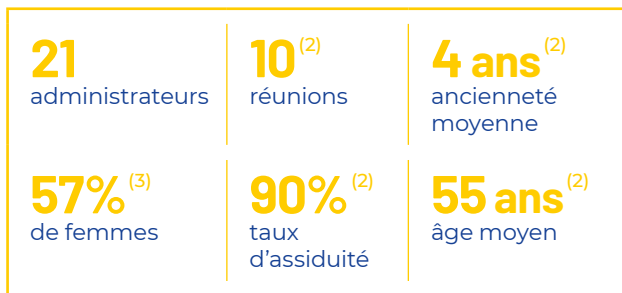 21
administrateurs
10 (2)
réunions
4 ans (2)
ancienneté
moyenne
57% (3)
de femmes
90% (2)
taux
d’assiduité
55 ans (2)
âge moyen